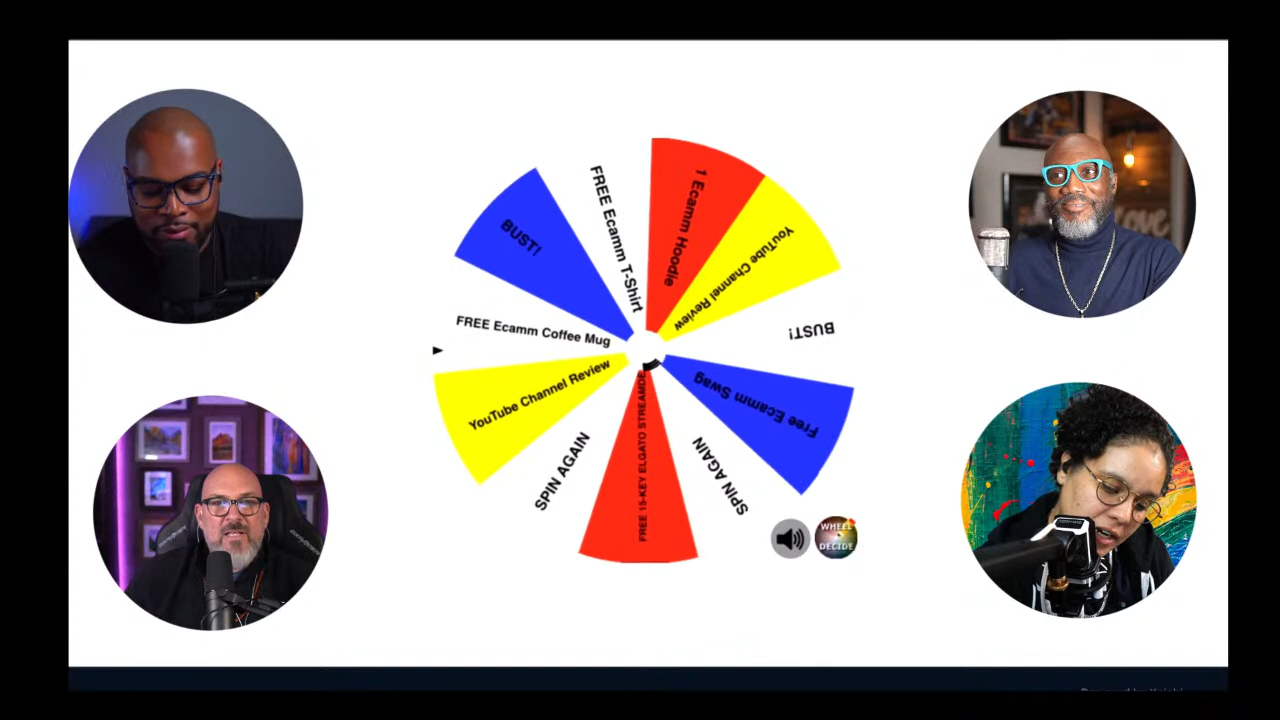 FREE Ecamm T-Shirt
1 Ecamm Hoodie
YouTube Channel Review
BUST!
Free Ecamm Swag
SPIN AGAIN
FREE 15-KEY ELGATO STREAMDE
SPIN AGAIN
YouTube Channel Review
FREE Ecamm Coffee Mug
BUST!
WHEEL
DECIDE